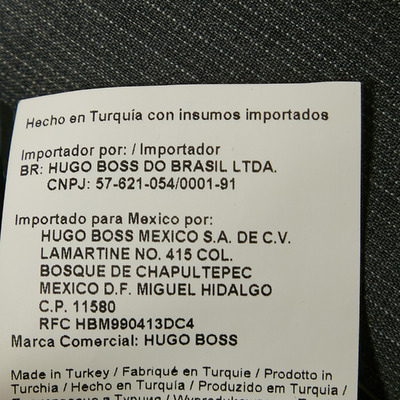 Hecho en Turquía con insumos importados
Importador por: / Importador
BR: HUGO BOSS DO BRASIL LTDA.
CNPJ: 57-621-054/0001-91
Importado para Mexico por:
HUGO BOSS MEXICO S.A. DE C.V.
LAMARTINE NO. 415 COL.
BOSQUE DE CHAPULTEPEC
MEXICO D.F. MIGUEL HIDALGO
C.P. 11580
RFC HBM990413DC4
Marca Comercial: HUGO BOSS
Made in Turkey / Fabriqué en Turquie / Prodotto in
Turchia / Hecho en Turquía / Produzido em Turquia /